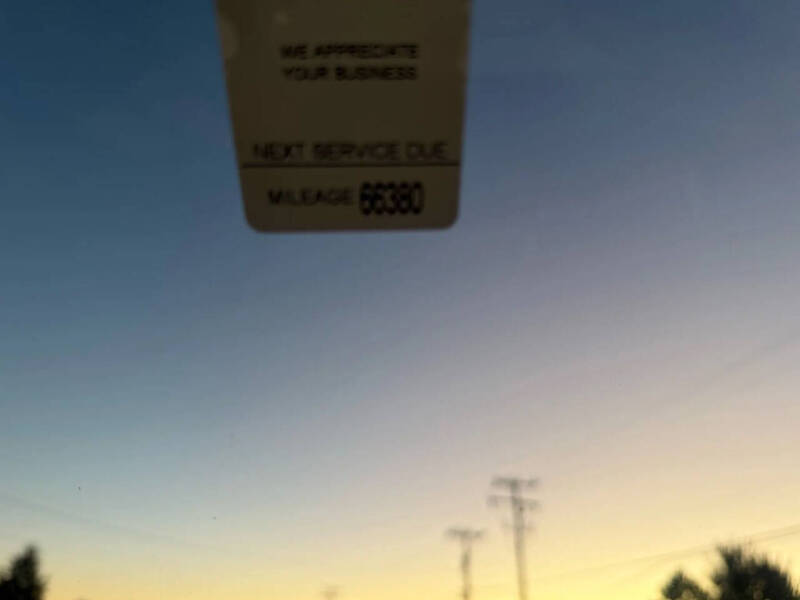 WE APPRECIATE
YOUR BUSINESS
NEXT SERVICE DUE
MILEAGE 66380